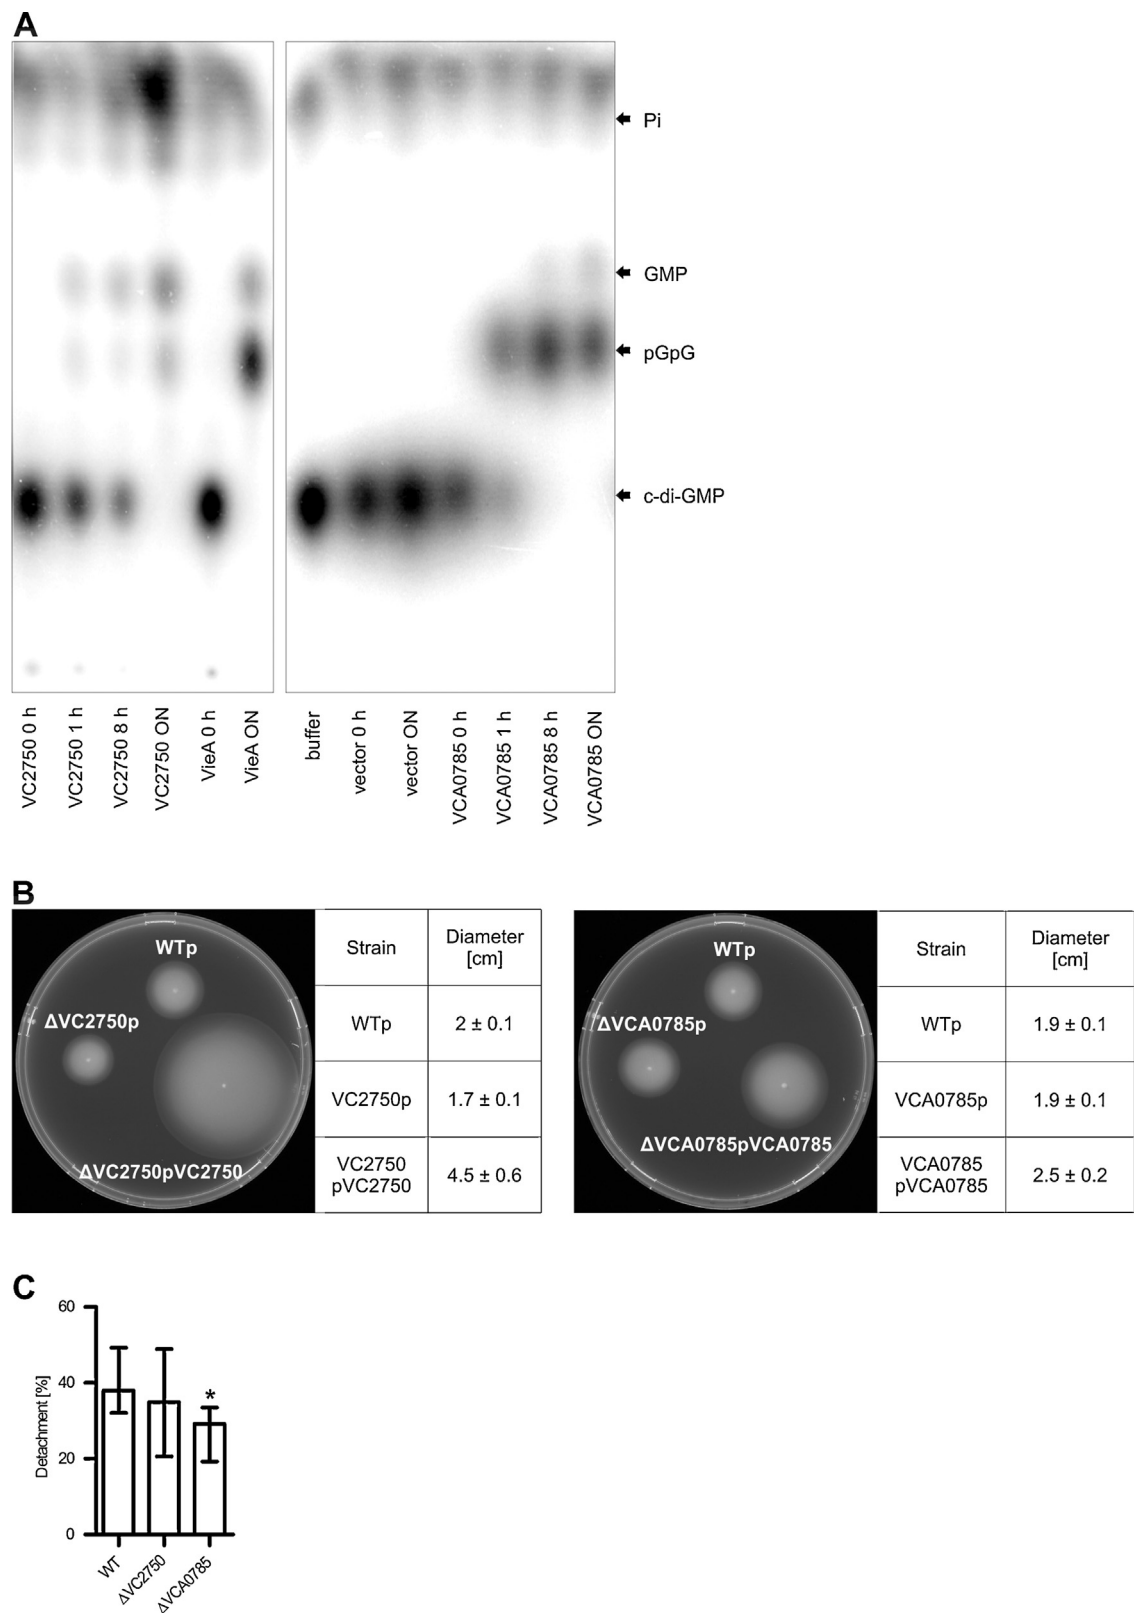 A
Pi
GMP
pGpG
c-di-GMP
VC2750 0 h
VC2750 1 h
VC2750 8 h
VC2750 ON
VieA 0 h
VieA ON
buffer
vector 0 h
vector ON
VCA0785 0 h
VCA0785 1 h
VCA0785 8 h
VCA0785 ON
B
WTp
ΔVC2750p
ΔVC2750pVC2750
Strain
Diameter
[cm]
WTp
2 ± 0.1
VC2750p
1.7 ± 0.1
VC2750
pVC2750
4.5 ± 0.6
WTp
ΔVCA0785p
ΔVCA0785pVCA0785
Strain
Diameter
[cm]
WTp
1.9 ± 0.1
VCA0785p
1.9 ± 0.1
VCA0785
pVCA0785
2.5 ± 0.2
C
Detachment [%]
60
40
20
0
*
WT
ΔVC2750
ΔVCA0785